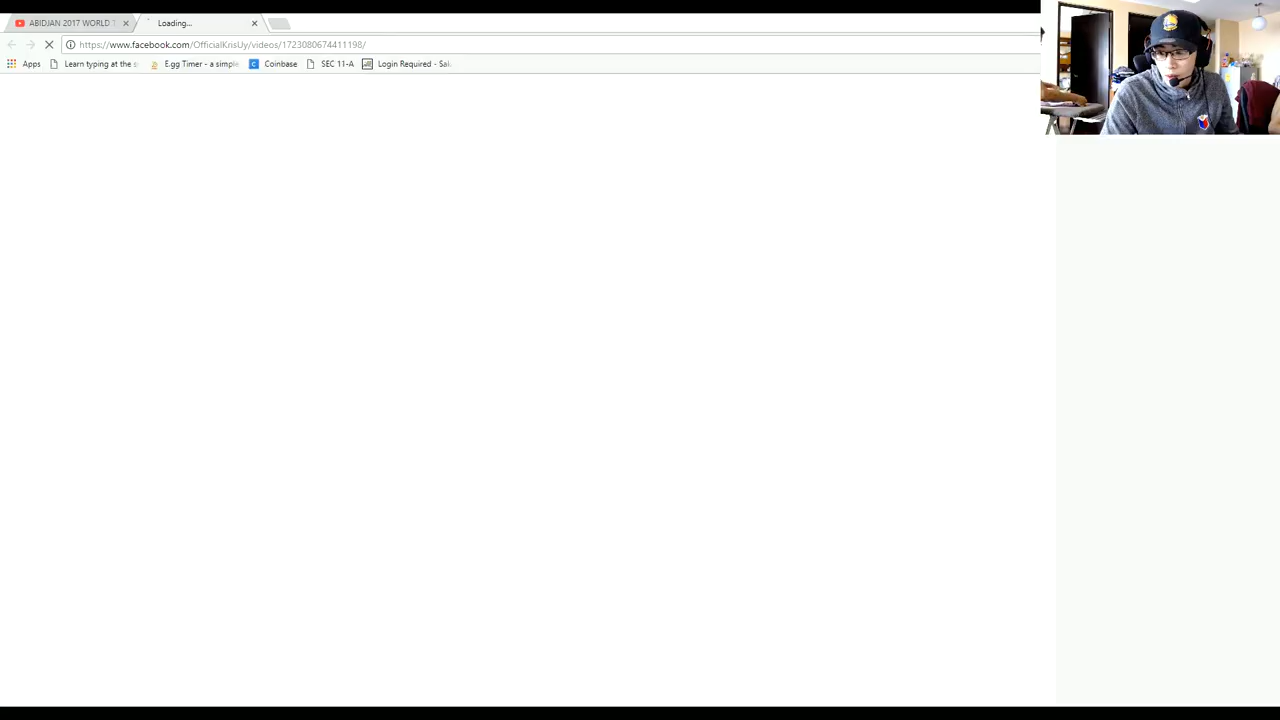 ABIDJAN 2017 WORLD T
Loading...
https://www.facebook.com/OfficialKrisUy/videos/1723080674411198/
Apps
Learn typing at the s
E.gg Timer - a simple
Coinbase
SEC 11-A
Login Required - Sal